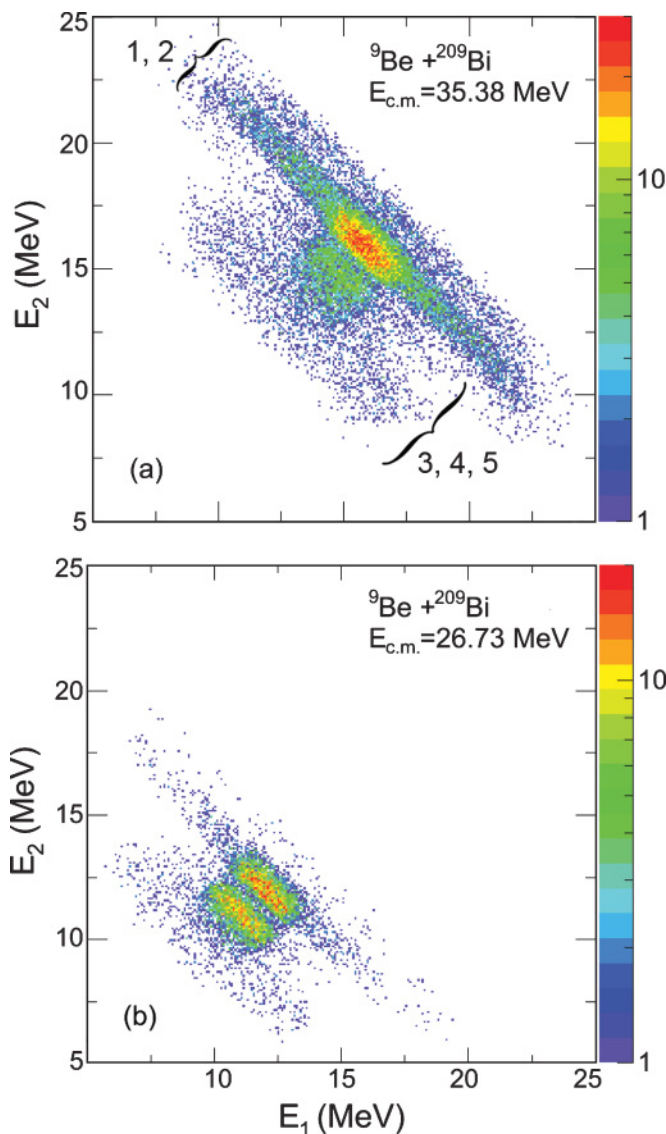 25
20
15
10
5
E₂ (MeV)
1, 2
⁹Be +²⁰⁹Bi
E_c.m.=35.38 MeV
3, 4, 5
(a)
10
1
25
20
15
10
5
E₂ (MeV)
⁹Be +²⁰⁹Bi
E_c.m.=26.73 MeV
(b)
10
1
10 15 20 25
E₁ (MeV)